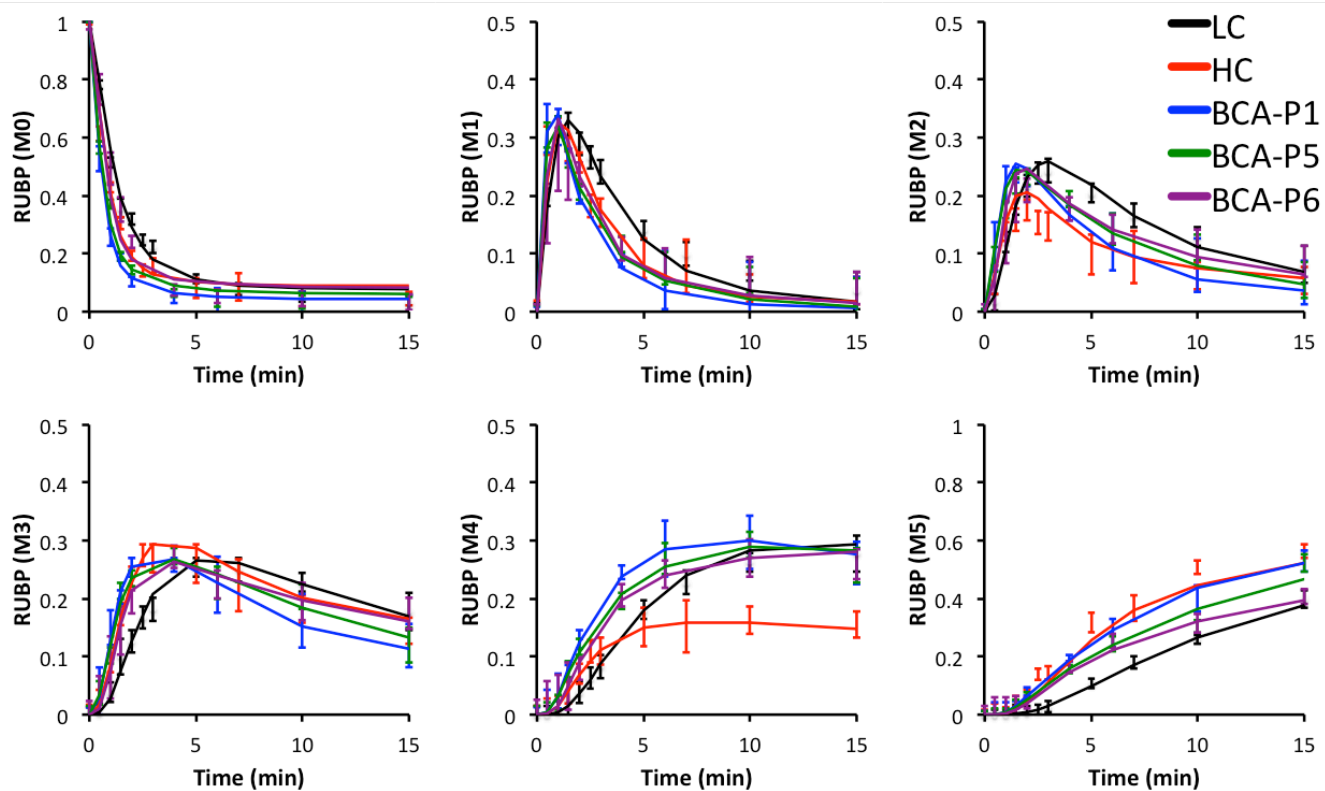 RUBP (M0)
1
0.8
0.6
0.4
0.2
0
0 5 10 15
Time (min)
RUBP (M1)
0.5
0.4
0.3
0.2
0.1
0
0 5 10 15
Time (min)
RUBP (M2)
0.5
0.4
0.3
0.2
0.1
0
0 5 10 15
Time (min)
LC
HC
BCA-P1
BCA-P5
BCA-P6
RUBP (M3)
0.5
0.4
0.3
0.2
0.1
0
0 5 10 15
Time (min)
RUBP (M4)
0.5
0.4
0.3
0.2
0.1
0
0 5 10 15
Time (min)
RUBP (M5)
1
0.8
0.6
0.4
0.2
0
0 5 10 15
Time (min)